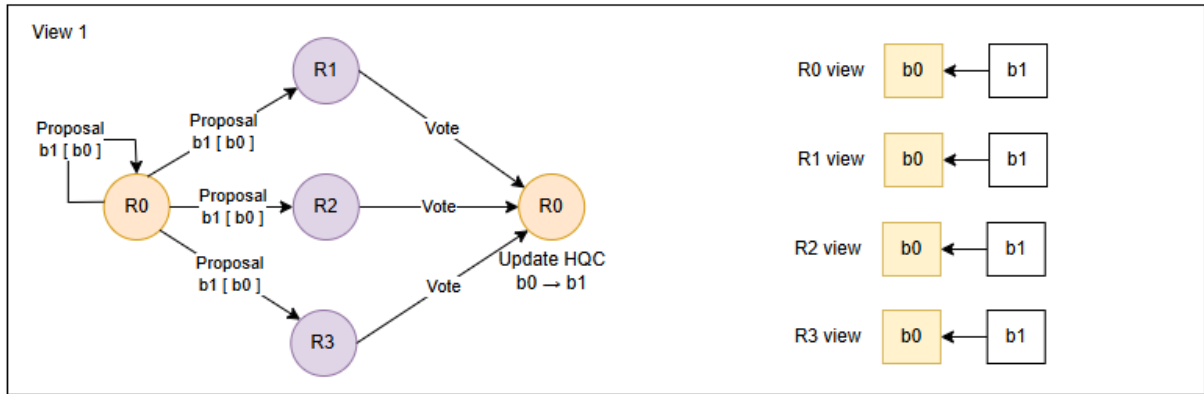 View 1
R1
Proposal
b1 [ b0 ]
Proposal
b1 [ b0 ]
Vote
R0
Proposal
b1 [ b0 ]
R2
Vote
R0
Update HQC
b0 → b1
Proposal
b1 [ b0 ]
Vote
R3
R0 view
b0
b1
R1 view
b0
b1
R2 view
b0
b1
R3 view
b0
b1